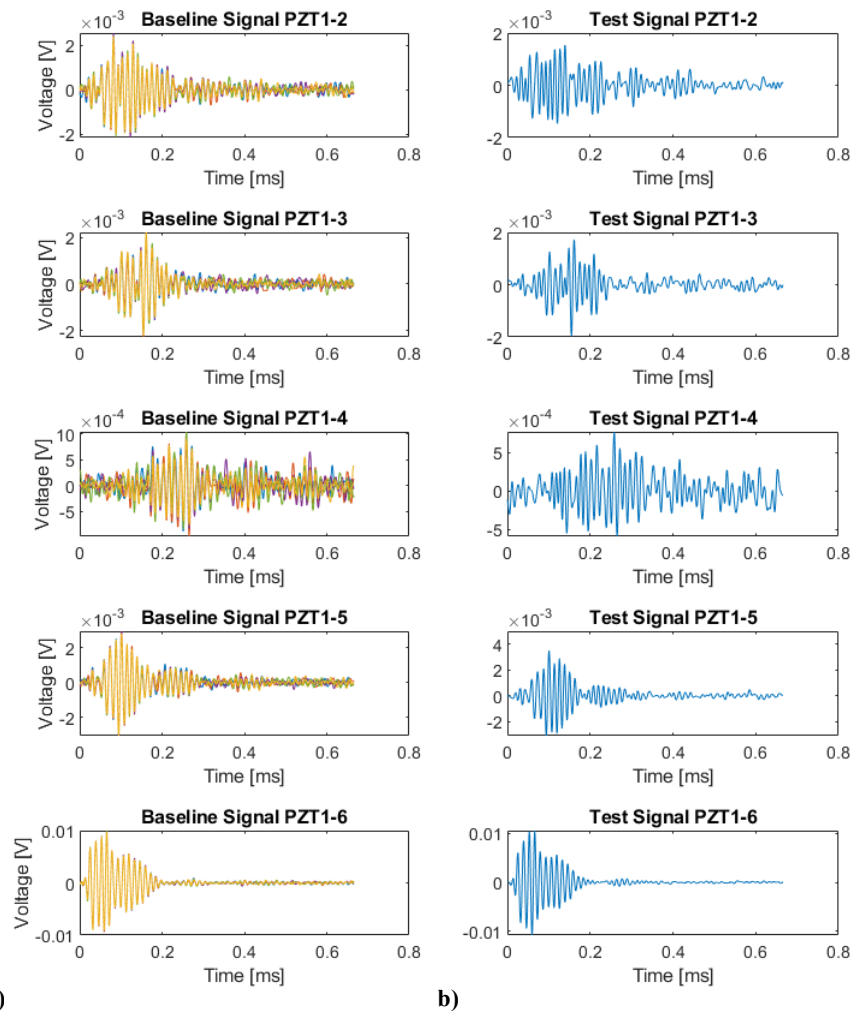 Baseline Signal PZT1-2
×10⁻³
Voltage [V]
2
0
-2
0 0.2 0.4 0.6 0.8
Time [ms]
Test Signal PZT1-2
×10⁻³
2
0
-2
0 0.2 0.4 0.6 0.8
Time [ms]
Baseline Signal PZT1-3
×10⁻³
Voltage [V]
2
0
-2
0 0.2 0.4 0.6 0.8
Time [ms]
Test Signal PZT1-3
×10⁻³
2
0
-2
0 0.2 0.4 0.6 0.8
Time [ms]
Baseline Signal PZT1-4
×10⁻⁴
Voltage [V]
10
5
0
-5
0 0.2 0.4 0.6 0.8
Time [ms]
Test Signal PZT1-4
×10⁻⁴
5
0
-5
0 0.2 0.4 0.6 0.8
Time [ms]
Baseline Signal PZT1-5
×10⁻³
Voltage [V]
2
0
-2
0 0.2 0.4 0.6 0.8
Time [ms]
Test Signal PZT1-5
×10⁻³
4
2
0
-2
0 0.2 0.4 0.6 0.8
Time [ms]
Baseline Signal PZT1-6
Voltage [V]
0.01
0
-0.01
0 0.2 0.4 0.6 0.8
Time [ms]
Test Signal PZT1-6
0.01
0
-0.01
0 0.2 0.4 0.6 0.8
Time [ms]
)
b)